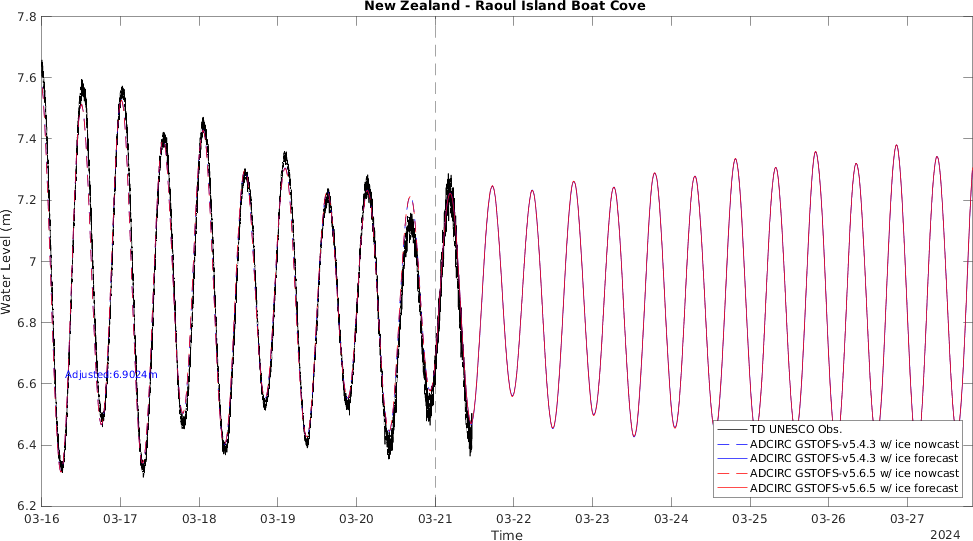 New Zealand - Raoul Island Boat Cove
7.8
7.6
7.4
7.2
7
6.8
6.6
6.4
6.2
Water Level (m)
Adjusted:6.9024m
TD UNESCO Obs.
ADCIRC GSTOFS-v5.4.3 w/ ice nowcast
ADCIRC GSTOFS-v5.4.3 w/ ice forecast
ADCIRC GSTOFS-v5.6.5 w/ ice nowcast
ADCIRC GSTOFS-v5.6.5 w/ ice forecast
03-16 03-17 03-18 03-19 03-20 03-21 03-22 03-23 03-24 03-25 03-26 03-27
Time
2024